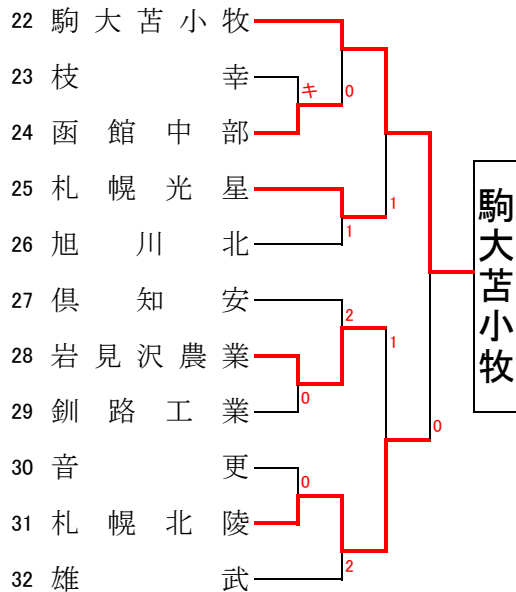 22 駒大苫小牧
23 枝幸
24 函館中部
25 札幌光星
26 旭川北
27 倶知安
28 岩見沢農業
29 釧路工業
30 音更
31 札幌北陵
32 雄武
キ
0
1
1
2
0
1
0
2
0
駒大苫小牧